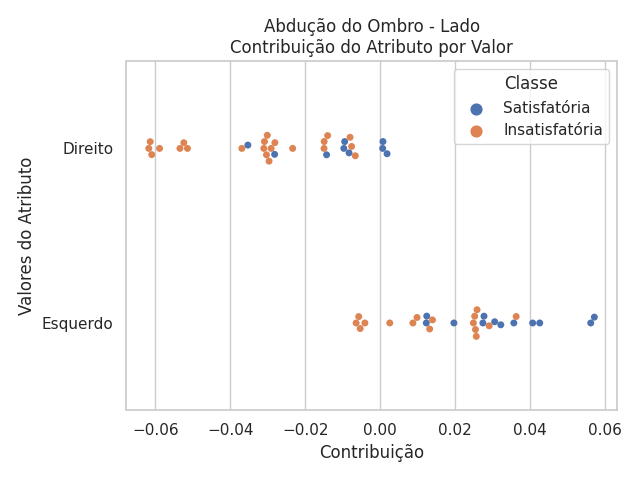 Abdução do Ombro - Lado
Contribuição do Atributo por Valor
Classe
Satisfatória
Insatisfatória
Valores do Atributo
Direito
Esquerdo
−0.06 −0.04 −0.02 0.00 0.02 0.04 0.06
Contribuição